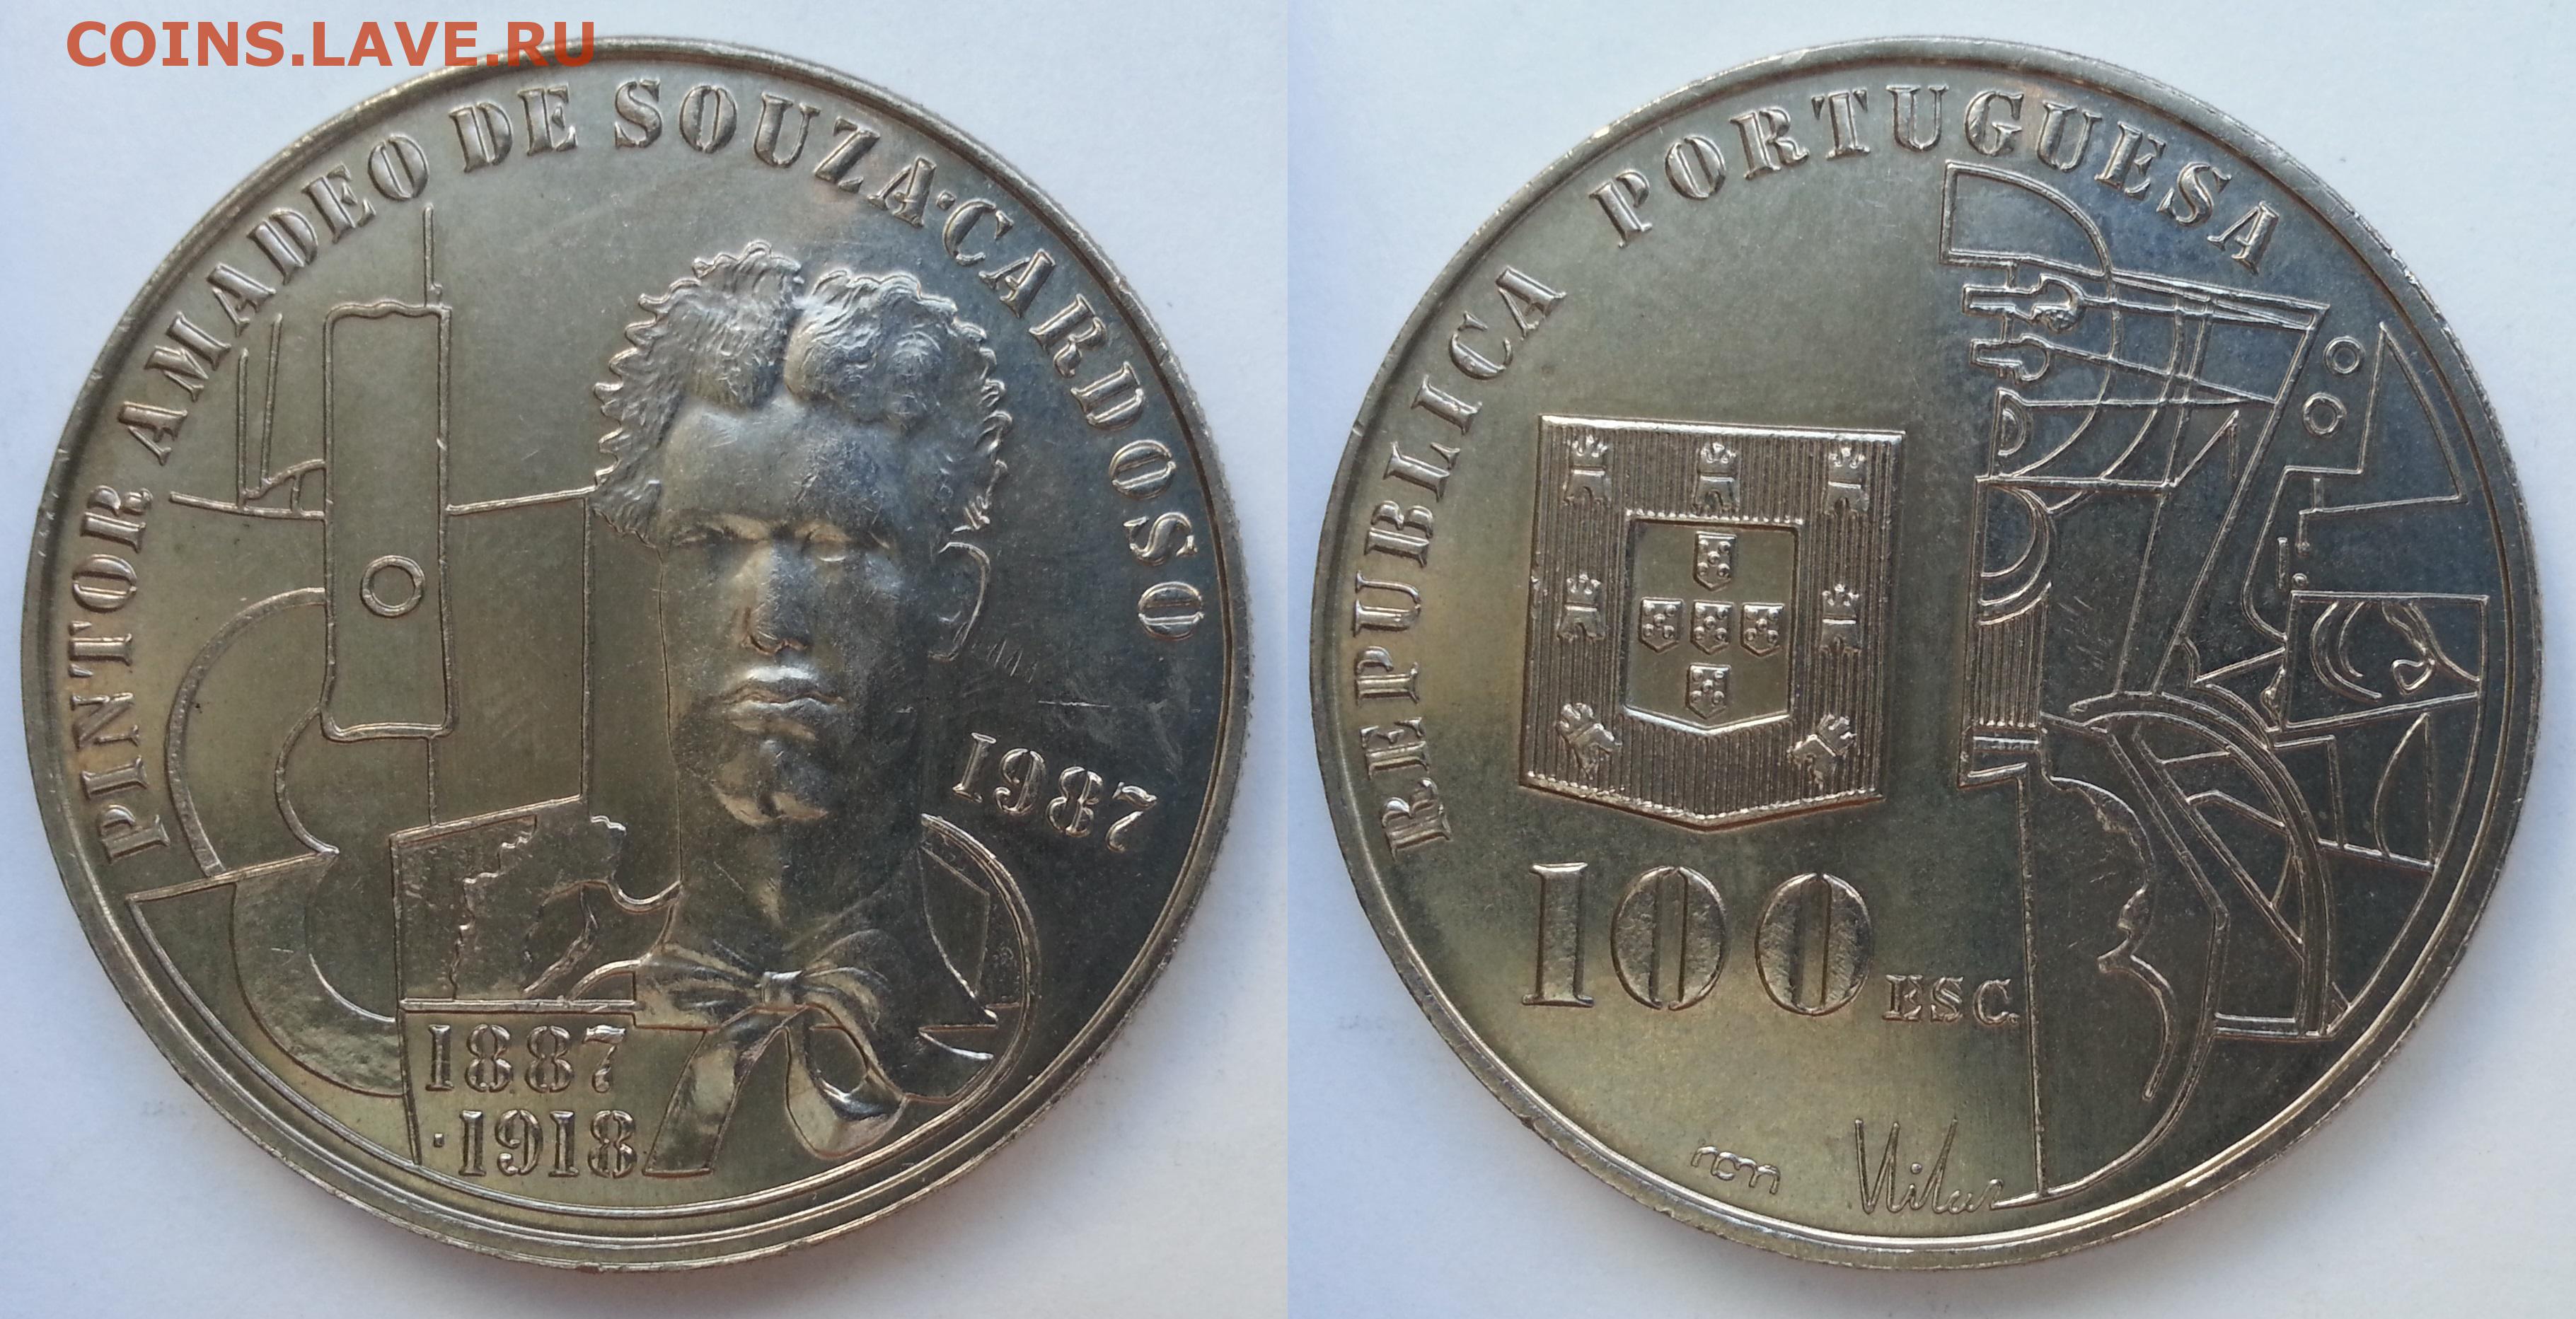 COINS.LAVE.RU
PINTOR AMADEO DE SOUZA·CARDOSO
1987
1887
·1918
REPUBLICA PORTUGUESA
100 ESC.